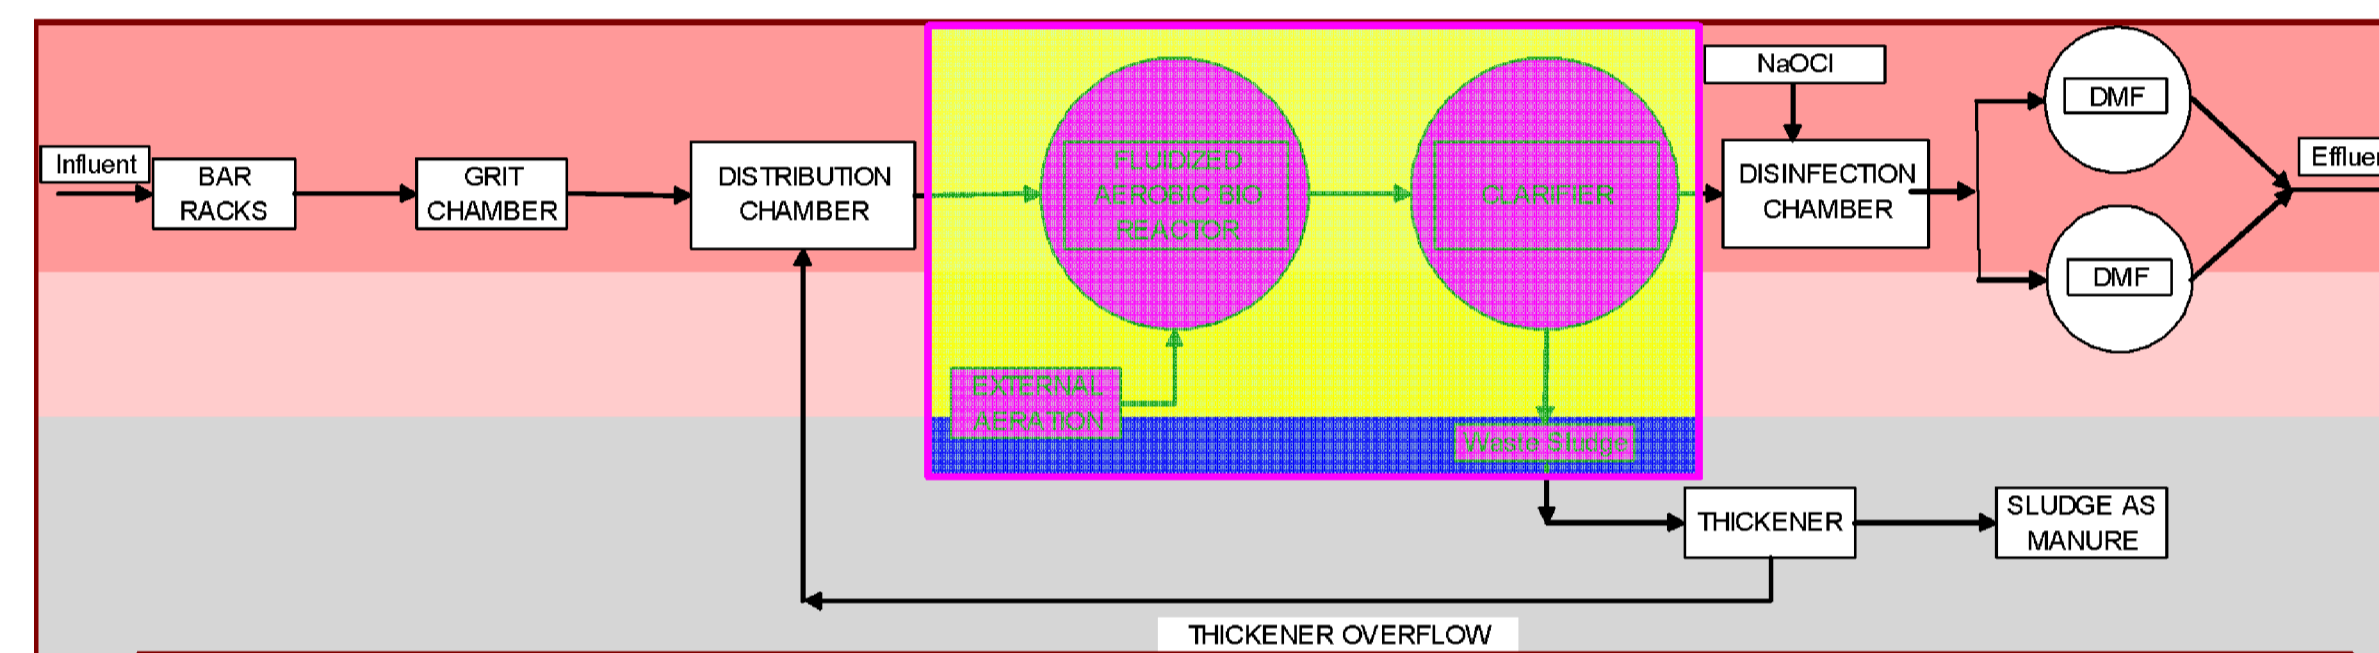 Influent
BAR
RACKS
GRIT
CHAMBER
DISTRIBUTION
CHAMBER
FLUIDIZED
AEROBIC BIO
REACTOR
CLARIFIER
NaOCl
DISINFECTION
CHAMBER
DMF
DMF
EXTERNAL
AERATION
Waste Sludge
THICKENER
SLUDGE AS
MANURE
THICKENER OVERFLOW